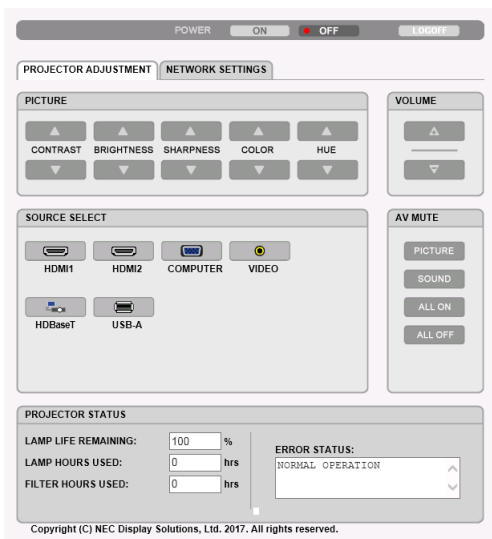 POWER ON OFF LOGOFF
PROJECTOR ADJUSTMENT NETWORK SETTINGS
PICTURE
CONTRAST BRIGHTNESS SHARPNESS COLOR HUE
VOLUME
SOURCE SELECT
HDMI1 HDMI2 COMPUTER VIDEO
HDBaseT USB-A
AV MUTE
PICTURE
SOUND
ALL ON
ALL OFF
PROJECTOR STATUS
LAMP LIFE REMAINING: 100 %
LAMP HOURS USED: 0 hrs
FILTER HOURS USED: 0 hrs
ERROR STATUS:
NORMAL OPERATION
Copyright (C) NEC Display Solutions, Ltd. 2017. All rights reserved.